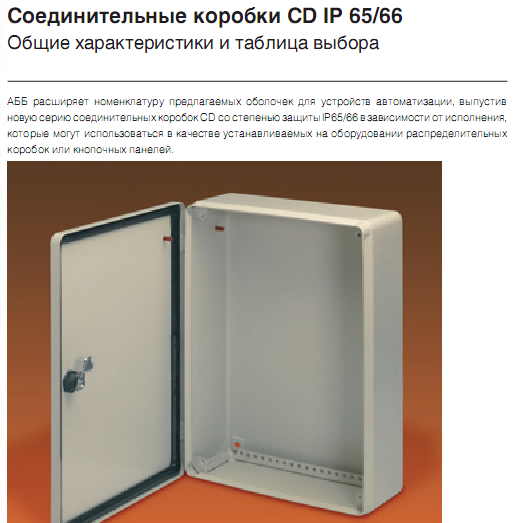 Соединительные коробки CD IP 65/66
Общие характеристики и таблица выбора
АББ расширяет номенклатуру предлагаемых оболочек для устройств автоматизации, выпустив
новую серию соединительных коробок CD со степенью защиты IP65/66 в зависимости от исполнения,
которые могут использоваться в качестве устанавливаемых на оборудовании распределительных
коробок или кнопочных панелей.